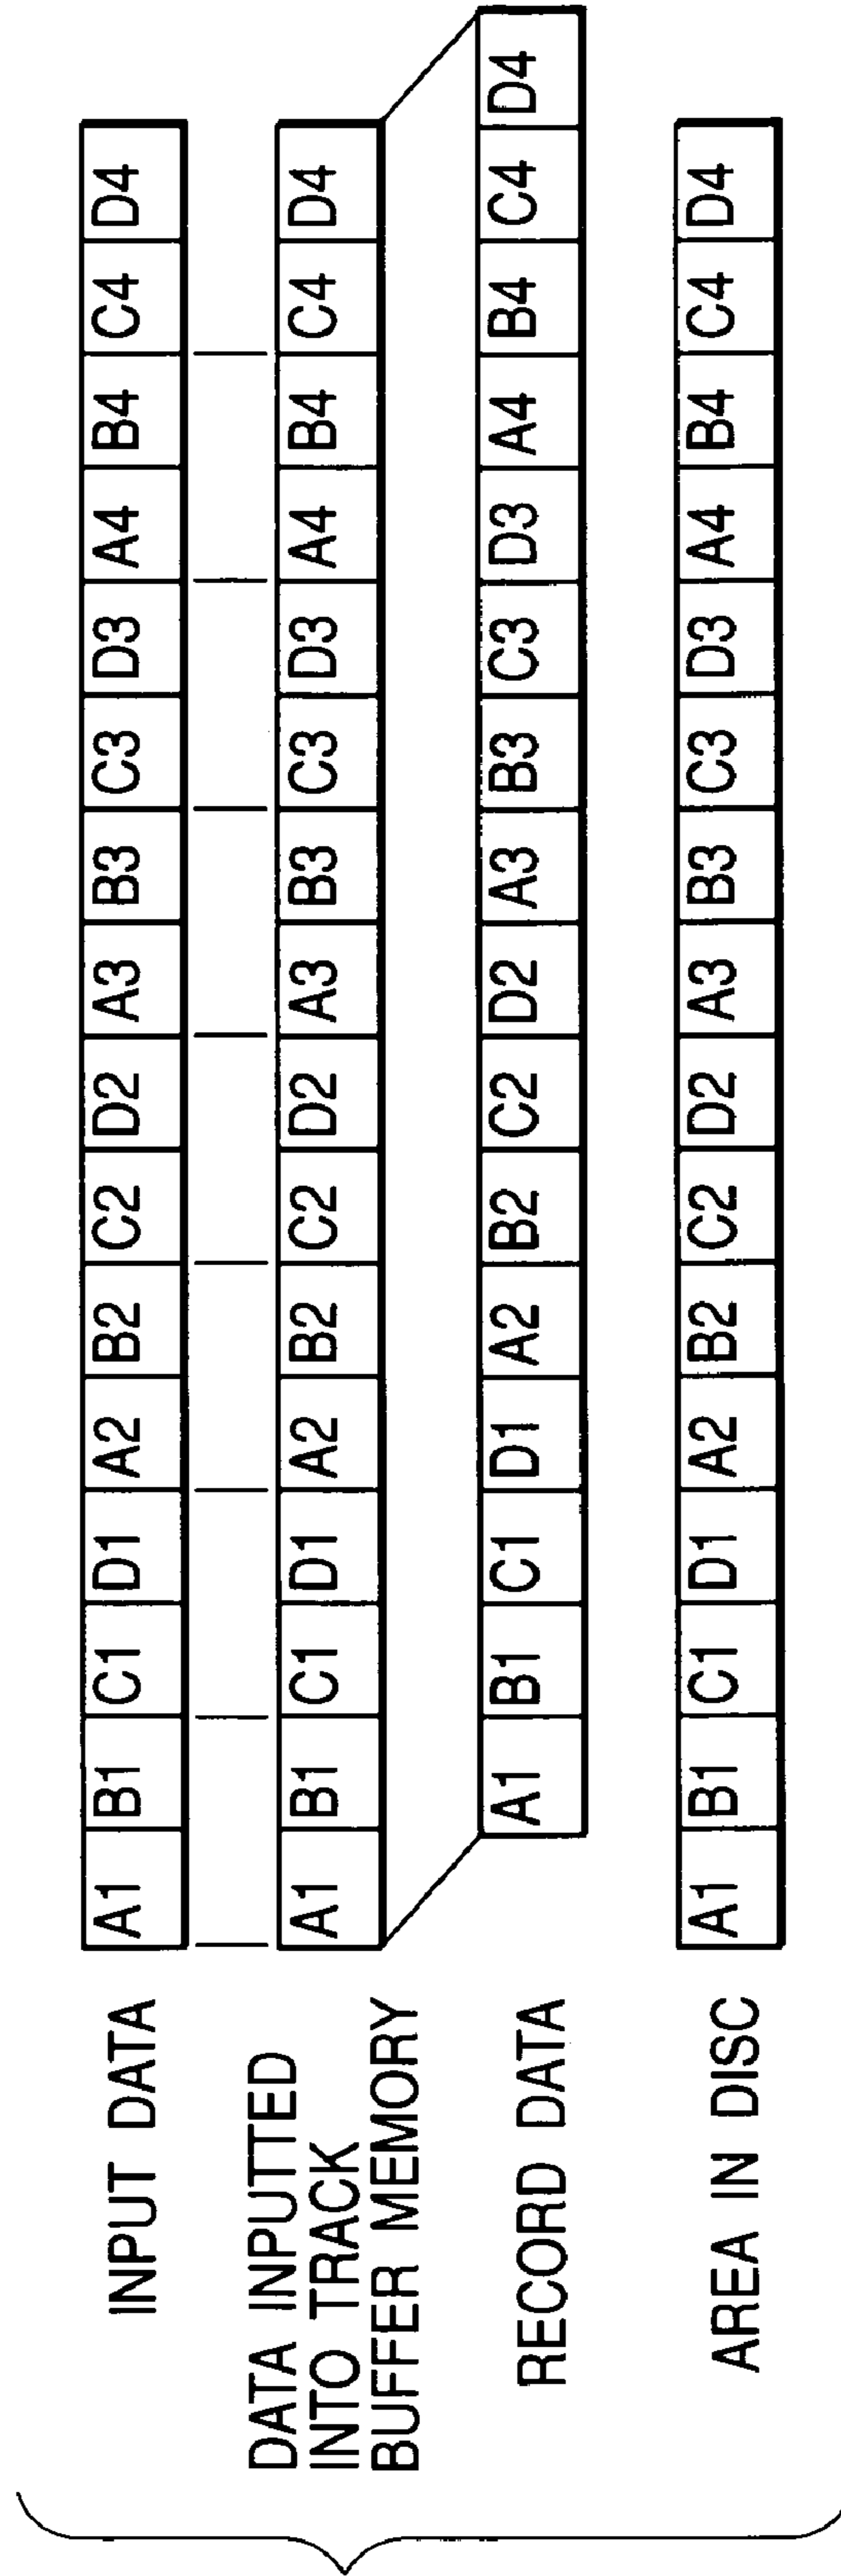 INPUT DATA
A1 B1 C1 D1 A2 B2 C2 D2 A3 B3 C3 D3 A4 B4 C4 D4
DATA INPUTTED
INTO TRACK
BUFFER MEMORY
A1 B1 C1 D1 A2 B2 C2 D2 A3 B3 C3 D3 A4 B4 C4 D4
RECORD DATA
A1 B1 C1 D1 A2 B2 C2 D2 A3 B3 C3 D3 A4 B4 C4 D4
AREA IN DISC
A1 B1 C1 D1 A2 B2 C2 D2 A3 B3 C3 D3 A4 B4 C4 D4